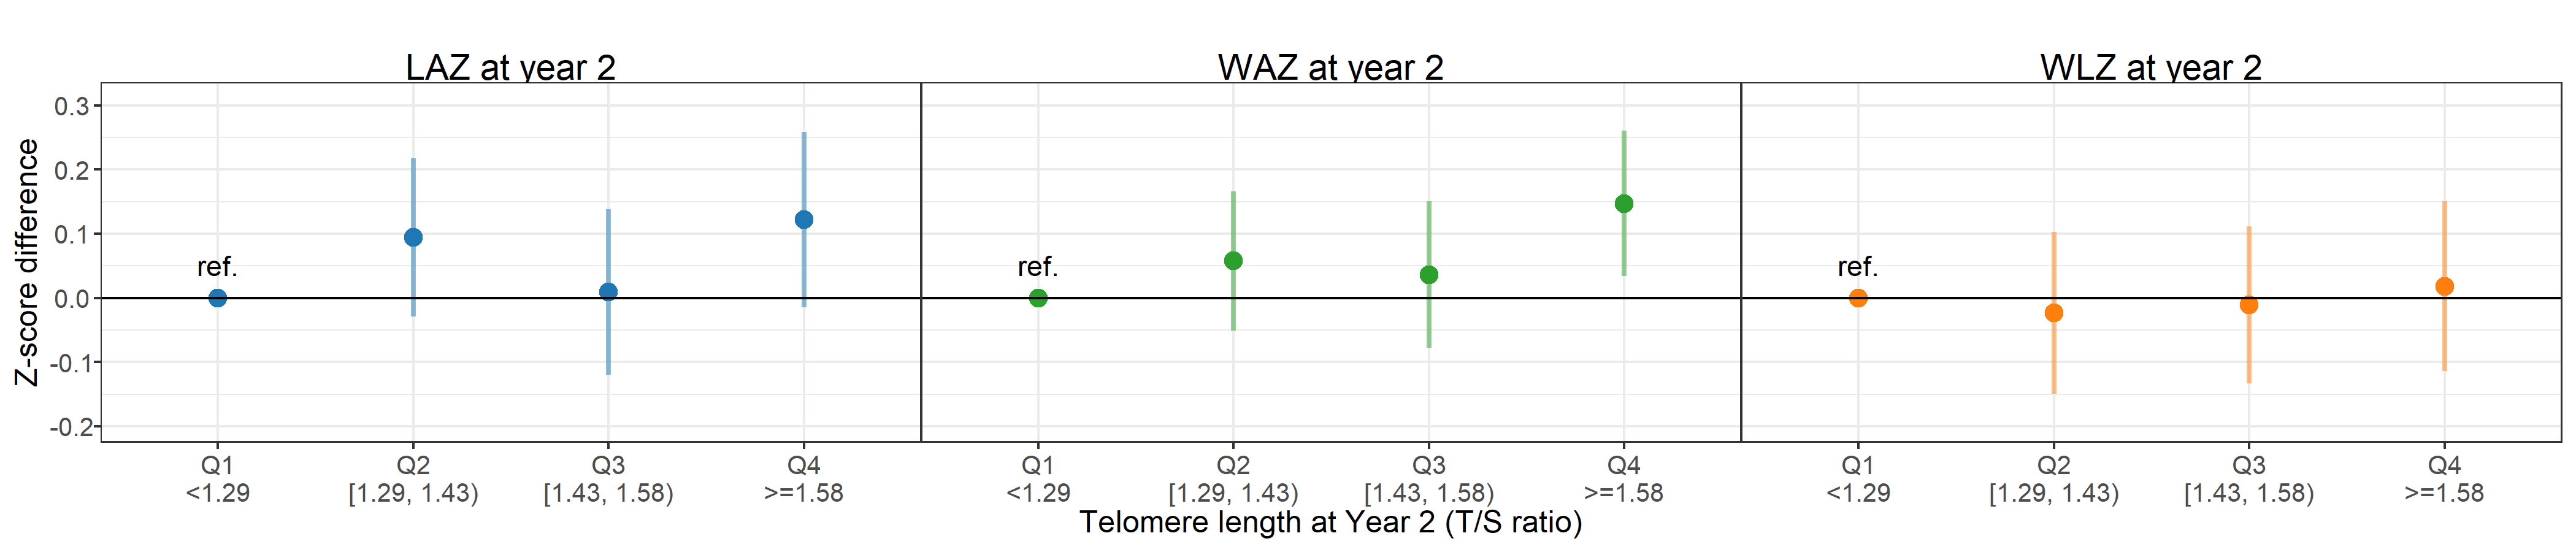 LAZ at year 2 WAZ at year 2 WLZ at year 2
Z-score difference
0.3
0.2
0.1
0.0
-0.1
-0.2
ref. ref. ref.
Q1 Q2 Q3 Q4 Q1 Q2 Q3 Q4 Q1 Q2 Q3 Q4
<1.29 [1.29, 1.43) [1.43, 1.58) >=1.58 <1.29 [1.29, 1.43) [1.43, 1.58) >=1.58 <1.29 [1.29, 1.43) [1.43, 1.58) >=1.58
Telomere length at Year 2 (T/S ratio)